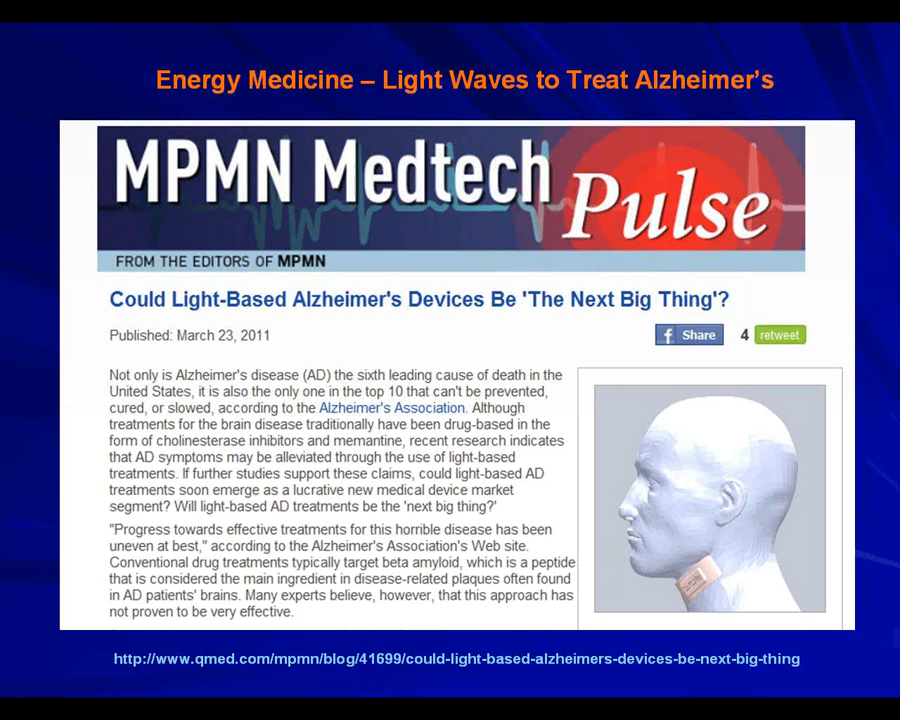 Energy Medicine – Light Waves to Treat Alzheimer's
MPMN Medtech Pulse
FROM THE EDITORS OF MPMN
Could Light-Based Alzheimer's Devices Be 'The Next Big Thing'?
Published: March 23, 2011
f Share 4 retweet
Not only is Alzheimer's disease (AD) the sixth leading cause of death in the
United States, it is also the only one in the top 10 that can't be prevented,
cured, or slowed, according to the Alzheimer's Association. Although
treatments for the brain disease traditionally have been drug-based in the
form of cholinesterase inhibitors and memantine, recent research indicates
that AD symptoms may be alleviated through the use of light-based
treatments. If further studies support these claims, could light-based AD
treatments soon emerge as a lucrative new medical device market
segment? Will light-based AD treatments be the 'next big thing?'
"Progress towards effective treatments for this horrible disease has been
uneven at best," according to the Alzheimer's Association's Web site.
Conventional drug treatments typically target beta amyloid, which is a peptide
that is considered the main ingredient in disease-related plaques often found
in AD patients' brains. Many experts believe, however, that this approach has
not proven to be very effective.
http://www.qmed.com/mpmn/blog/41699/could-light-based-alzheimers-devices-be-next-big-thing